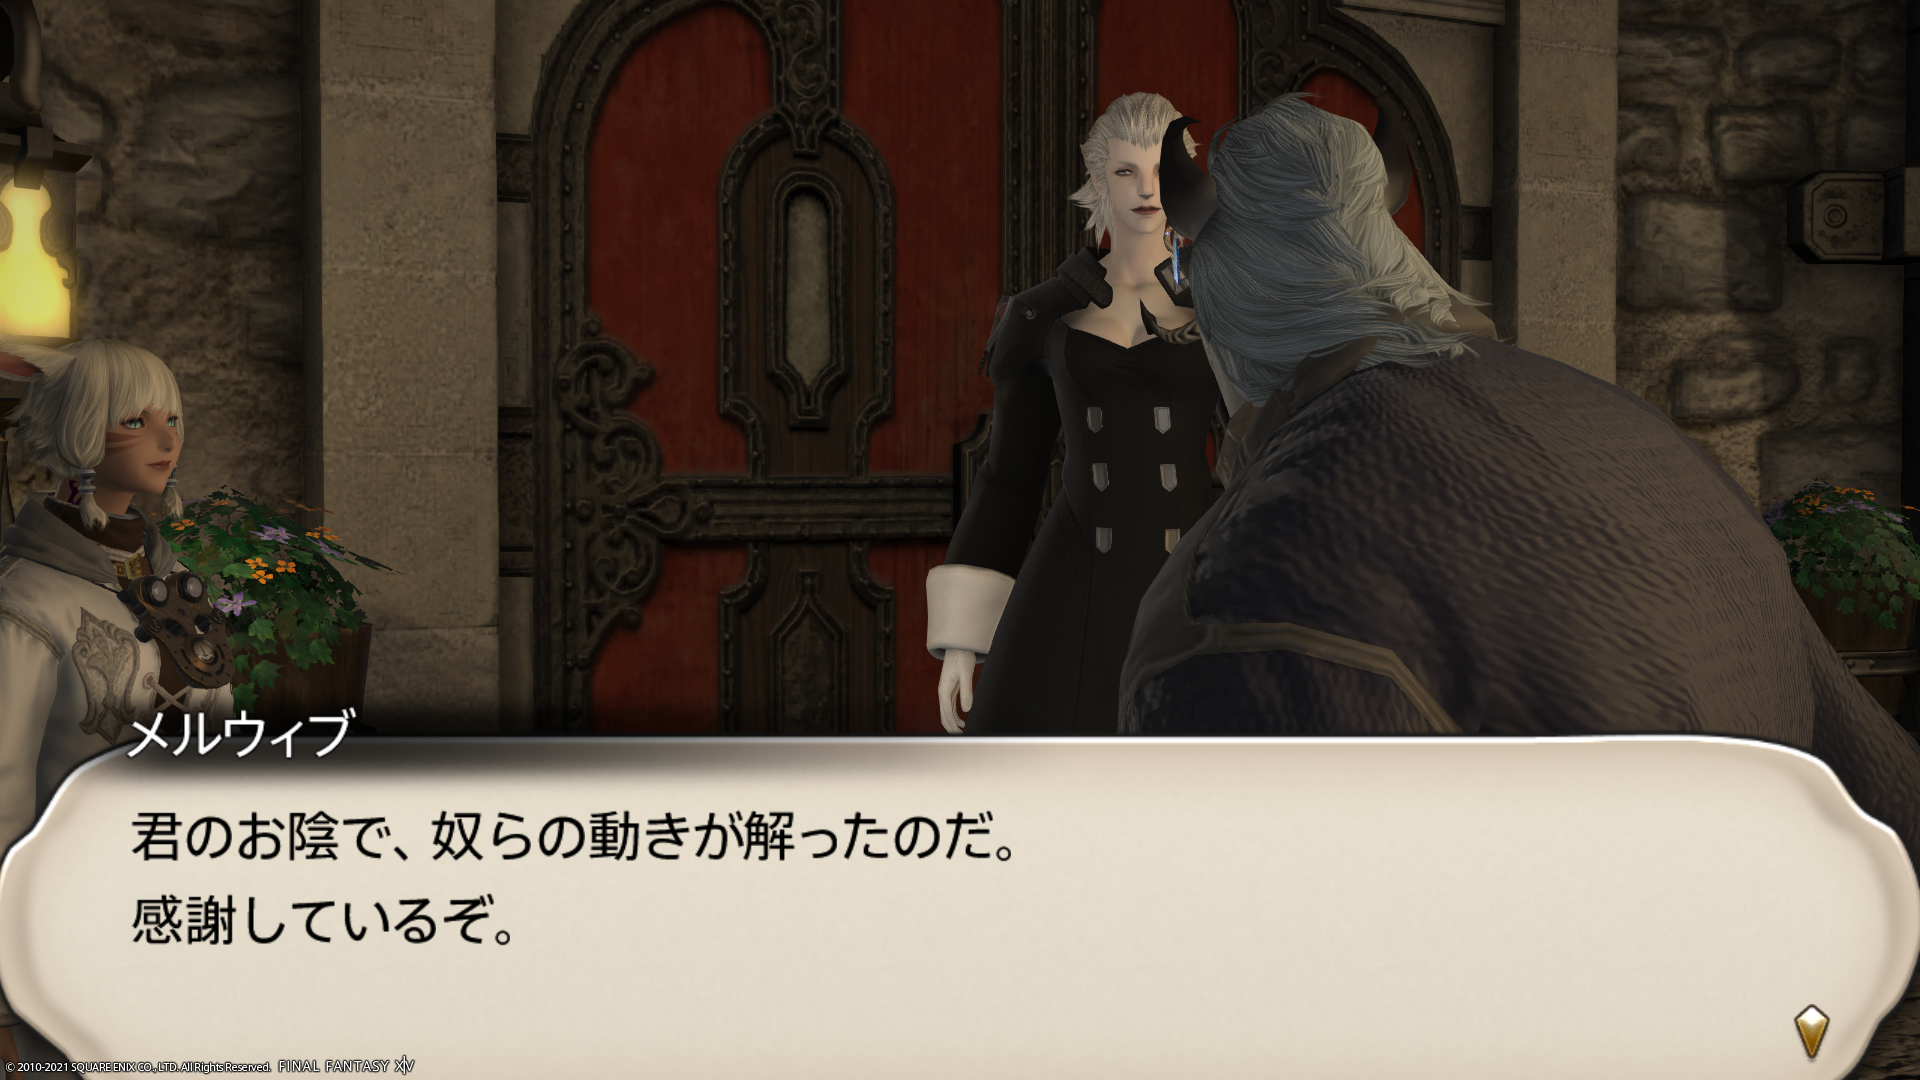 メルウィブ
君のお陰で、奴らの動きが解ったのだ。
感謝しているぞ。
© 2010-2021 SQUARE ENIX CO., LTD. All Rights Reserved. FINAL FANTASY XIV